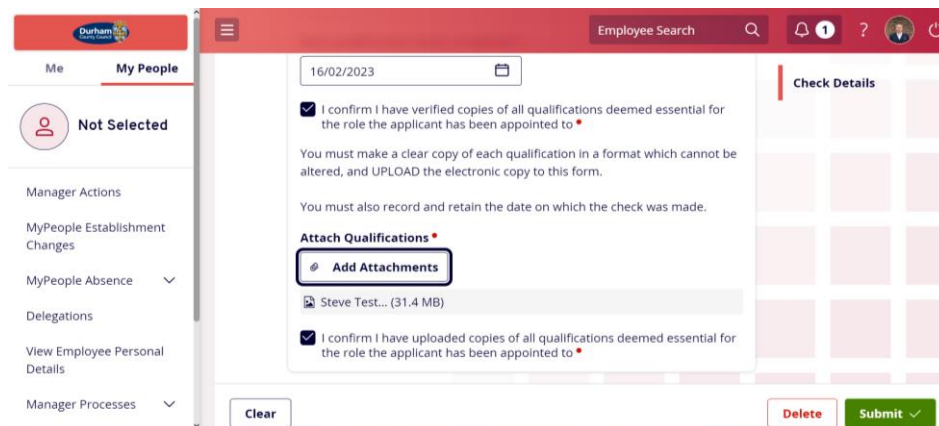 Durham
County Council
Employee Search
1
?
Me
My People
Not Selected
Manager Actions
MyPeople Establishment
Changes
MyPeople Absence
Delegations
View Employee Personal
Details
Manager Processes
16/02/2023
I confirm I have verified copies of all qualifications deemed essential for
the role the applicant has been appointed to •
You must make a clear copy of each qualification in a format which cannot be
altered, and UPLOAD the electronic copy to this form.
You must also record and retain the date on which the check was made.
Attach Qualifications •
Add Attachments
Steve Test... (31.4 MB)
I confirm I have uploaded copies of all qualifications deemed essential for
the role the applicant has been appointed to •
Check Details
Clear
Delete
Submit